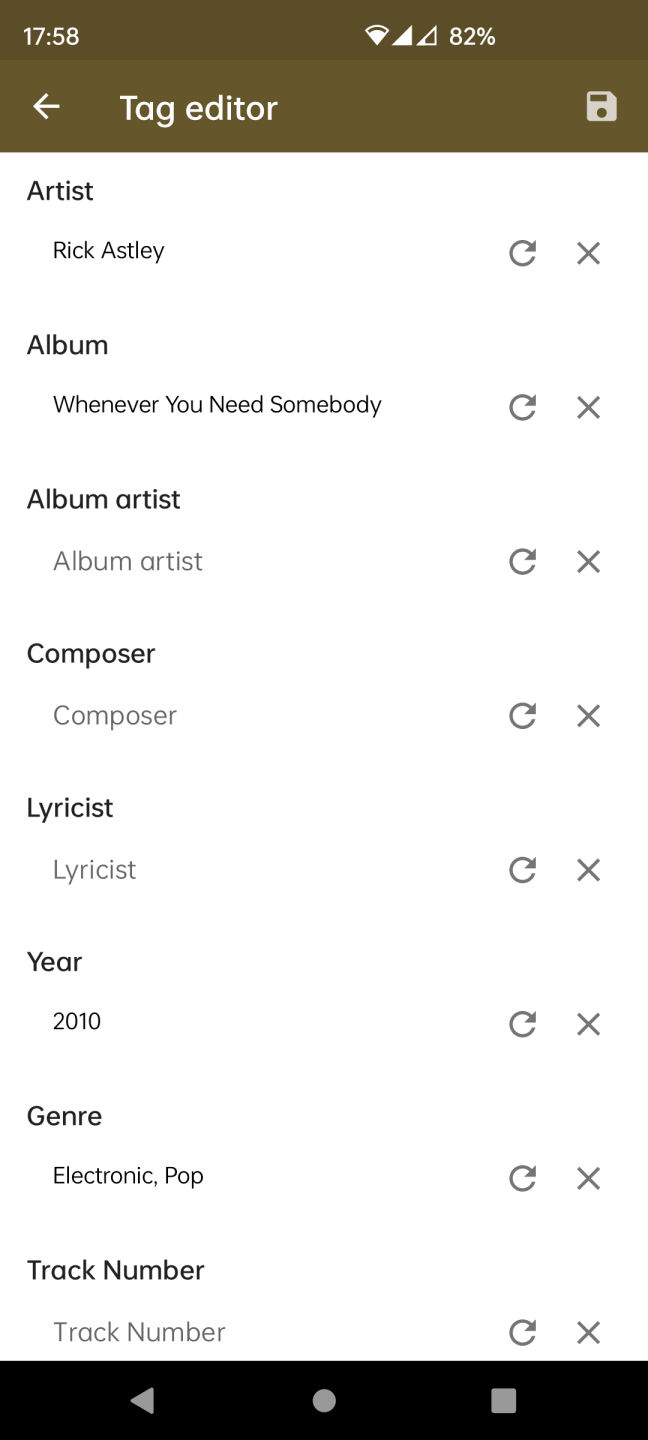 17:58
82%
Tag editor
Artist
Rick Astley
Album
Whenever You Need Somebody
Album artist
Album artist
Composer
Composer
Lyricist
Lyricist
Year
2010
Genre
Electronic, Pop
Track Number
Track Number